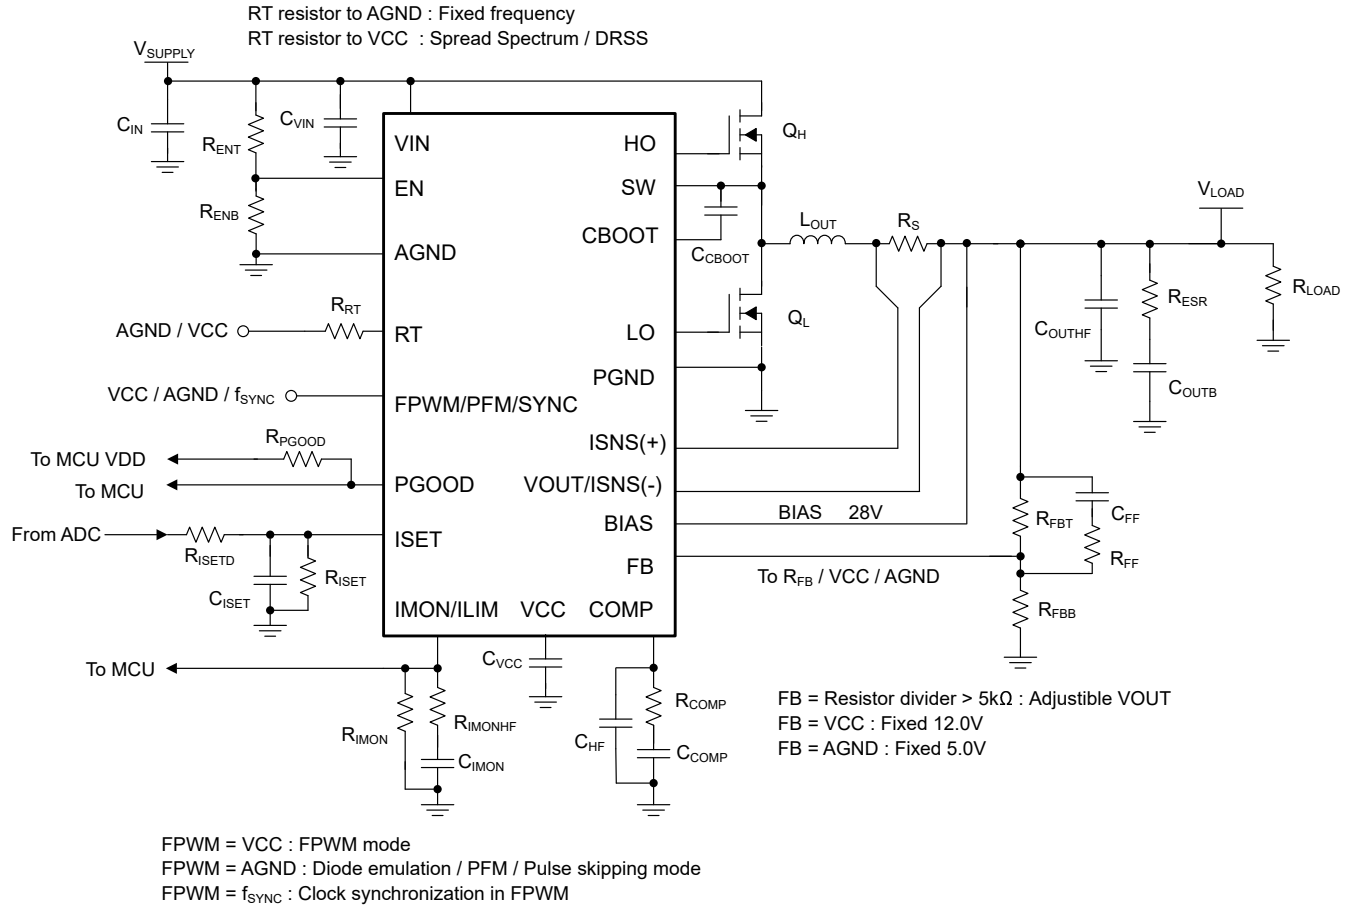 RT resistor to AGND : Fixed frequency
RT resistor to VCC : Spread Spectrum / DRSS
VSUPPLY
CIN
RENT
CVIN
RENB
VIN
EN
AGND
RT
FPWM/PFM/SYNC
PGOOD
ISET
IMON/ILIM
VCC
COMP
HO
SW
CBOOT
LO
PGND
ISNS(+)
VOUT/ISNS(-)
BIAS
FB
QH
CCBOOT
LOUT
RS
QL
VLOAD
RLOAD
RESR
COUTHF
COUTB
AGND / VCC
RRT
VCC / AGND / fSYNC
RPGOOD
To MCU VDD
To MCU
From ADC
RISETD
CISET
RISET
BIAS 28V
To RFB / VCC / AGND
RFBT
CFF
RFF
RFBB
To MCU
RIMON
RIMONHF
CIMON
CVCC
CHF
RCOMP
CCOMP
FB = Resistor divider > 5kΩ : Adjustible VOUT
FB = VCC : Fixed 12.0V
FB = AGND : Fixed 5.0V
FPWM = VCC : FPWM mode
FPWM = AGND : Diode emulation / PFM / Pulse skipping mode
FPWM = fSYNC : Clock synchronization in FPWM